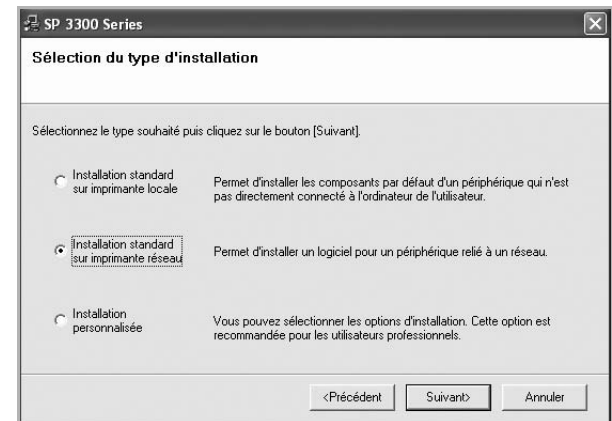 SP 3300 Series
Sélection du type d'installation
Sélectionnez le type souhaité puis cliquez sur le bouton [Suivant].
Installation standard
sur imprimante locale
Permet d'installer les composants par défaut d'un périphérique qui n'est
pas directement connecté à l'ordinateur de l'utilisateur.
Installation standard
sur imprimante réseau
Permet d'installer un logiciel pour un périphérique relié à un réseau.
Installation
personnalisée
Vous pouvez sélectionner les options d'installation. Cette option est
recommandée pour les utilisateurs professionnels.
<Précédent Suivant> Annuler